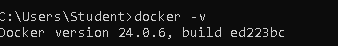 C:\Users\Student>docker -v
Docker version 24.0.6, build ed223bc